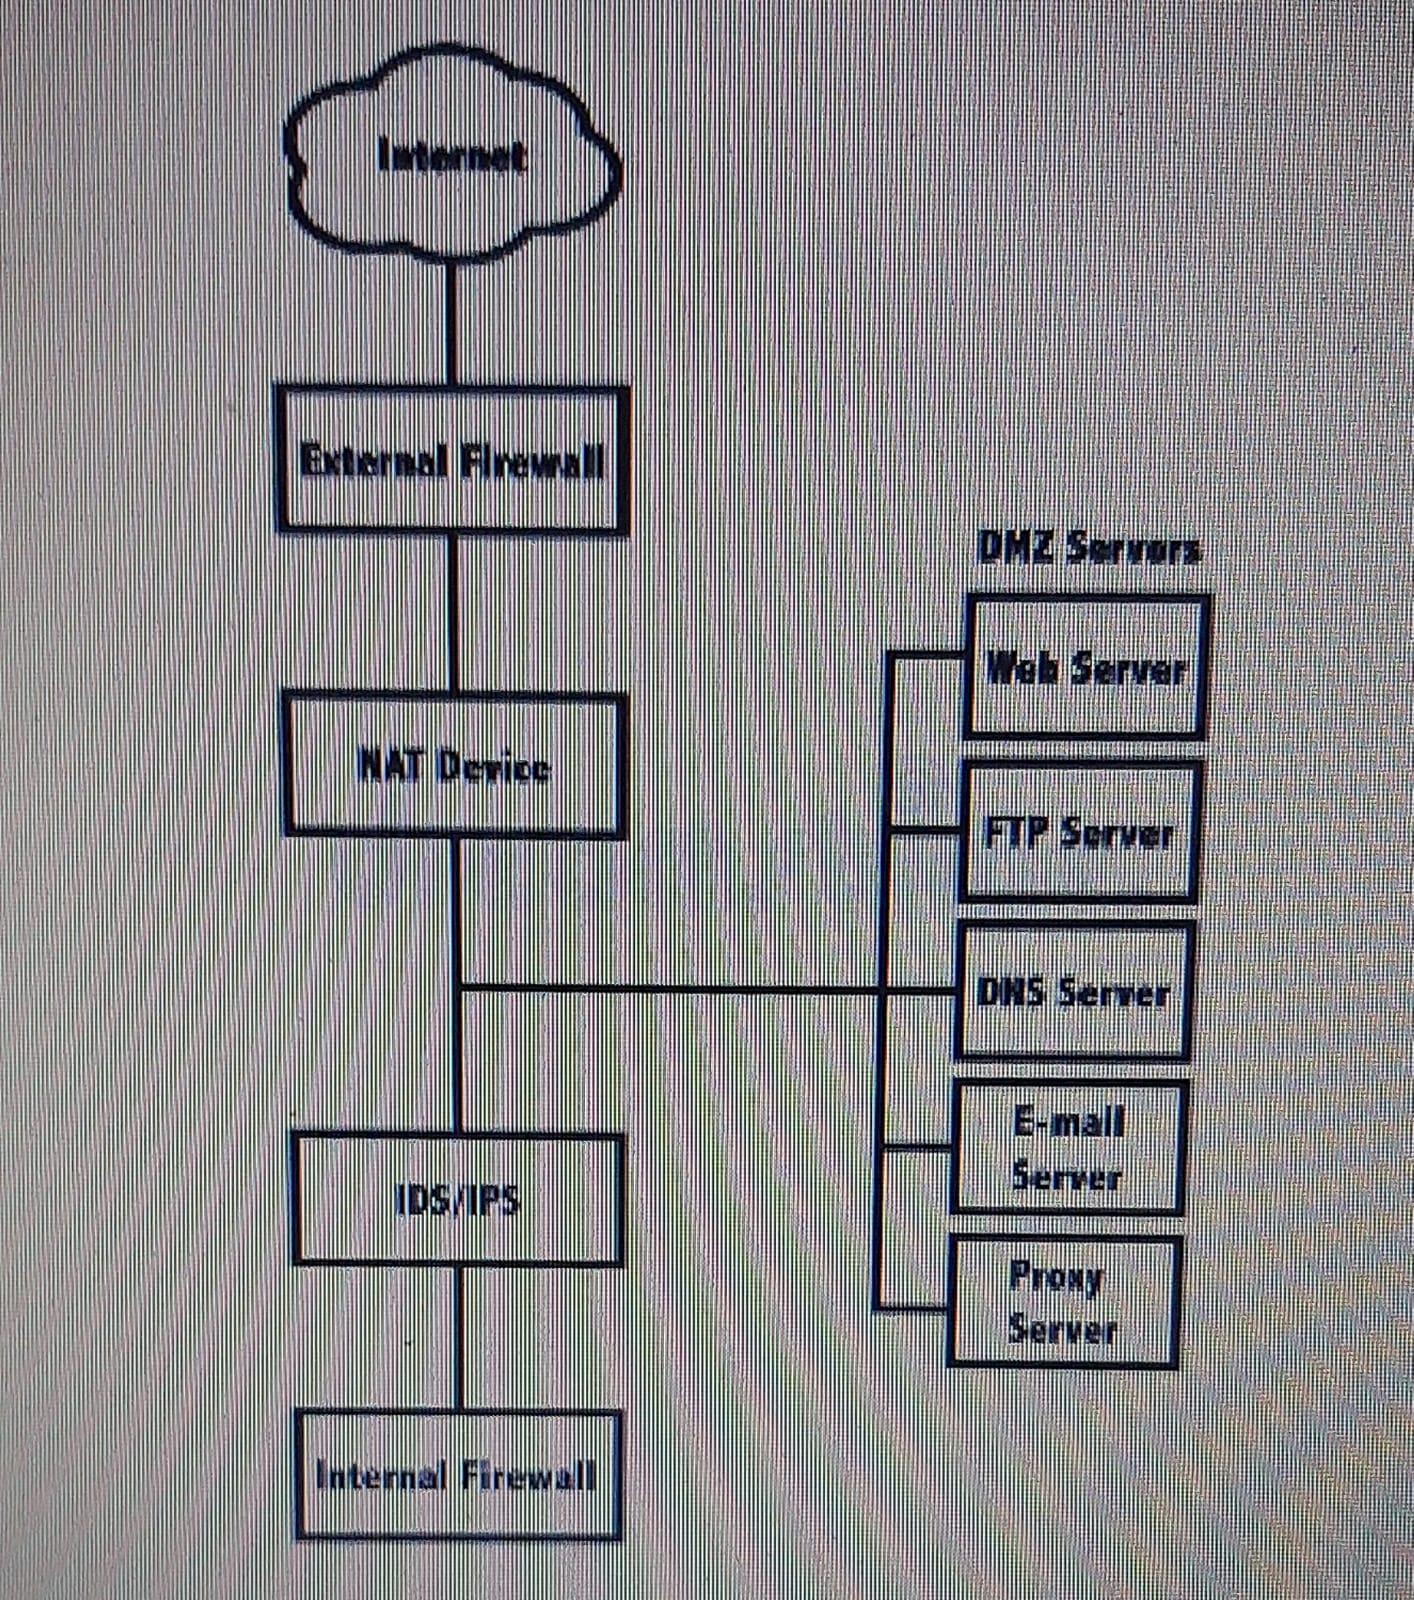 Internet
External Firewall
DMZ Servers
Web Server
NAT Device
FTP Server
DNS Server
E-mail
Server
IDS/IPS
Proxy
Server
Internal Firewall